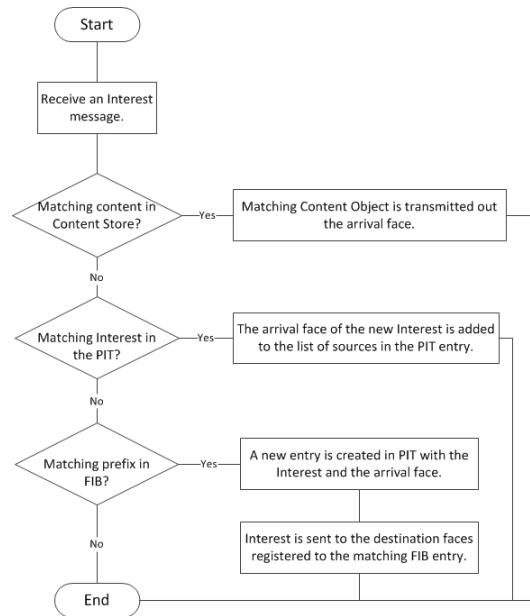 Start
Receive an Interest
message.
Matching content in
Content Store?
Yes
Matching Content Object is transmitted out
the arrival face.
No
Matching Interest in
the PIT?
Yes
The arrival face of the new Interest is added
to the list of sources in the PIT entry.
No
Matching prefix in
FIB?
Yes
A new entry is created in PIT with the
Interest and the arrival face.
No
Interest is sent to the destination faces
registered to the matching FIB entry.
End